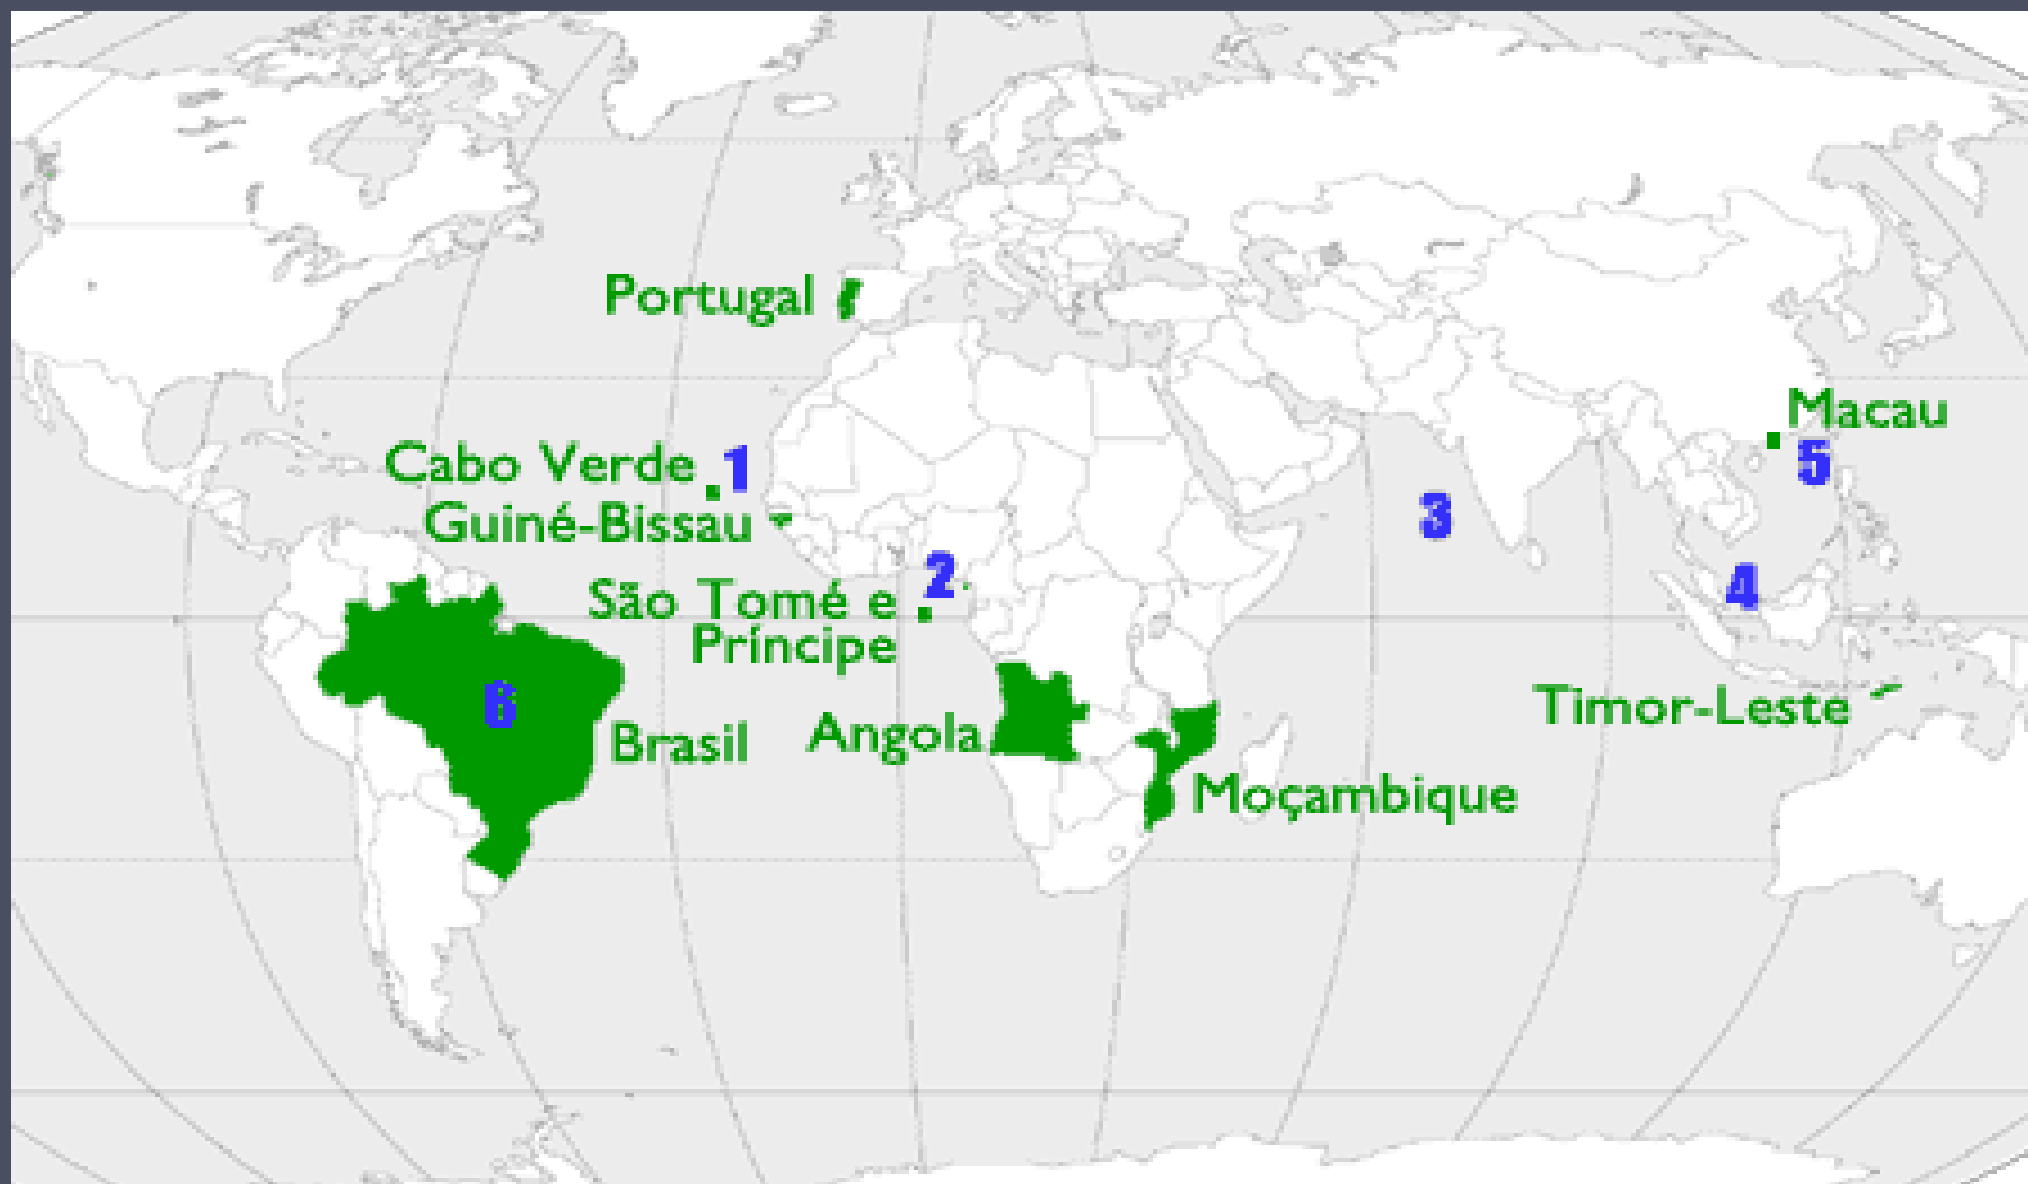 Portugal
Macau
Cabo Verde 1
5
Guiné-Bissau
3
2
São Tomé e
Príncipe
4
6
Timor-Leste
Brasil
Angola
Moçambique